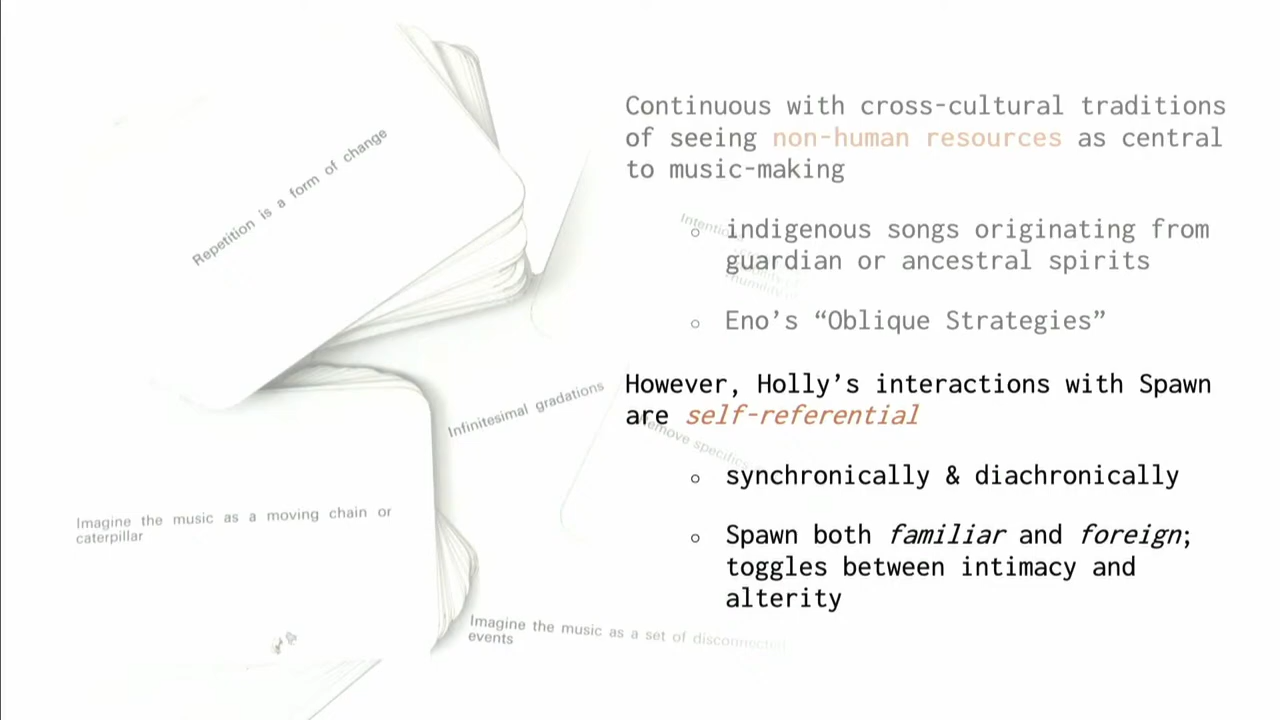 Repetition is a form of change
Infinitesimal gradations
Imagine the music as a moving chain or
caterpillar
Imagine the music as a set of disconnected
events
Continuous with cross-cultural traditions
of seeing non-human resources as central
to music-making
◦ indigenous songs originating from
guardian or ancestral spirits
◦ Eno’s “Oblique Strategies”
However, Holly’s interactions with Spawn
are self-referential
◦ synchronically & diachronically
◦ Spawn both familiar and foreign;
toggles between intimacy and
alterity